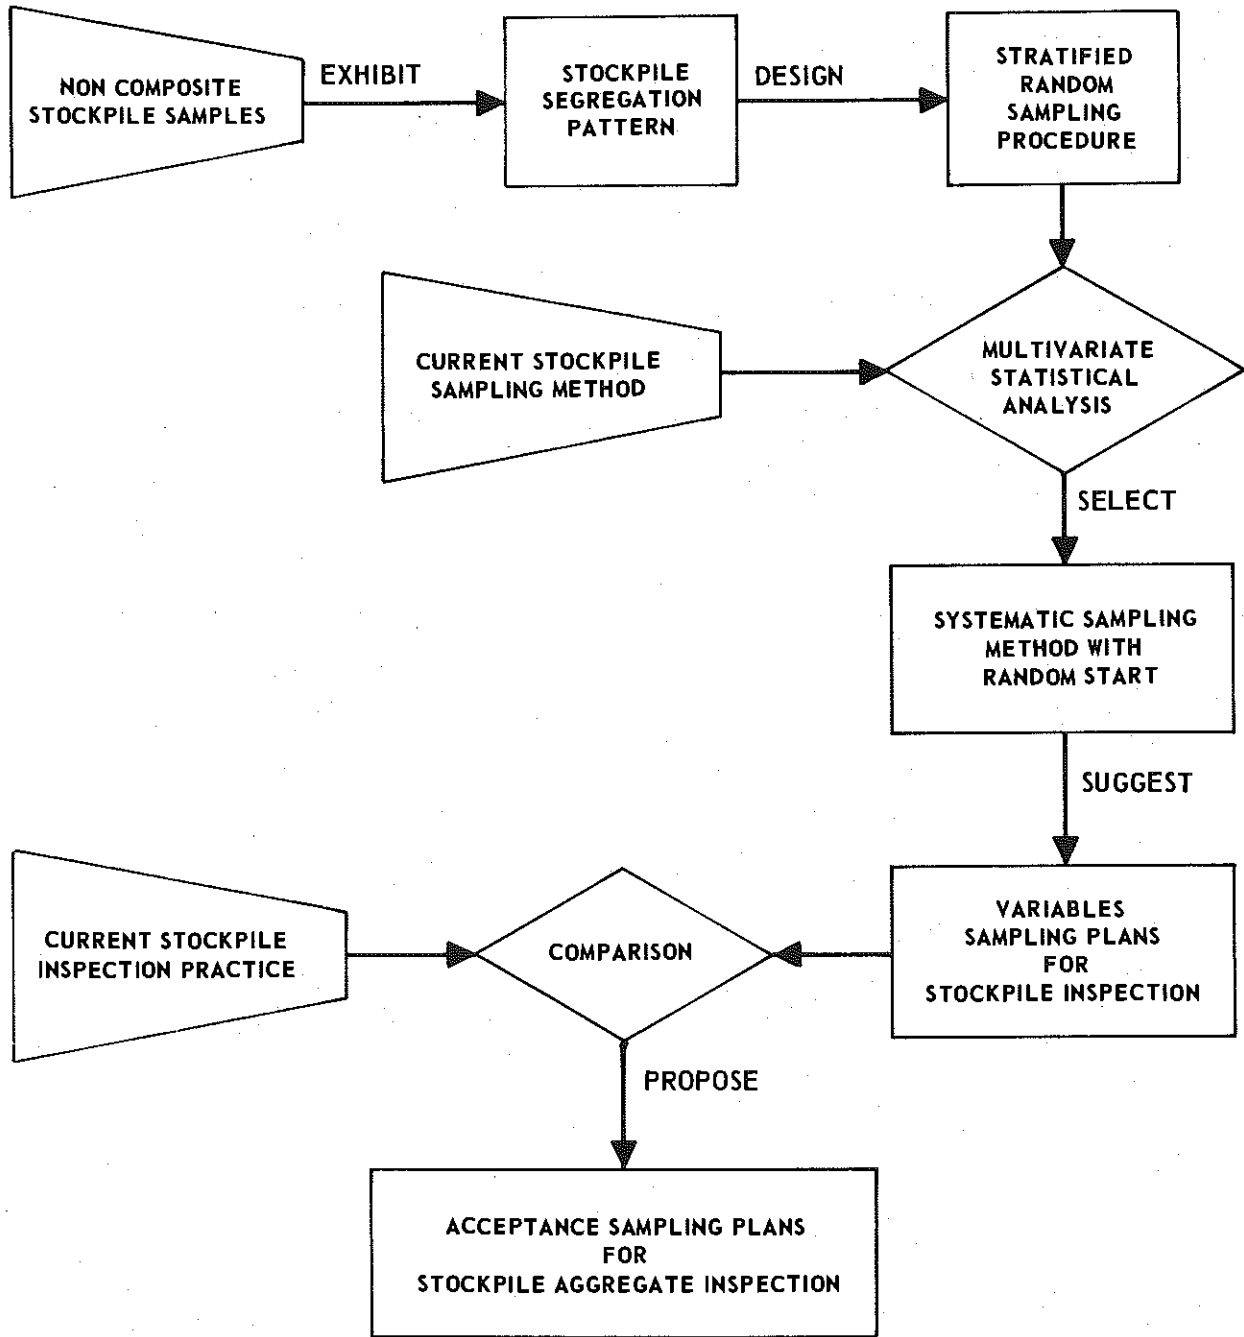 NON COMPOSITE
STOCKPILE SAMPLES
EXHIBIT
STOCKPILE
SEGREGATION
PATTERN
DESIGN
STRATIFIED
RANDOM
SAMPLING
PROCEDURE
CURRENT STOCKPILE
SAMPLING METHOD
MULTIVARIATE
STATISTICAL
ANALYSIS
SELECT
SYSTEMATIC SAMPLING
METHOD WITH
RANDOM START
SUGGEST
VARIABLES
SAMPLING PLANS
FOR
STOCKPILE INSPECTION
CURRENT STOCKPILE
INSPECTION PRACTICE
COMPARISON
PROPOSE
ACCEPTANCE SAMPLING PLANS
FOR
STOCKPILE AGGREGATE INSPECTION